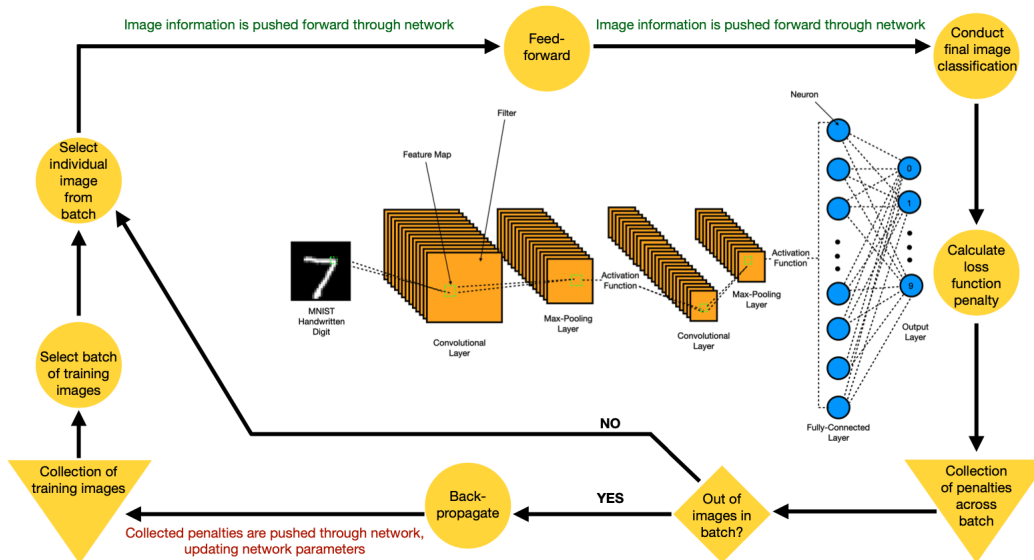 Image information is pushed forward through network
Feed-
forward
Image information is pushed forward through network
Conduct
final image
classification
Neuron
Filter
Feature Map
Select
individual
image
from
batch
0
1
9
Activation
Function
Activation
Function
Calculate
loss
function
penalty
MNIST
Handwritten
Digit
Max-Pooling
Layer
Max-Pooling
Layer
Convolutional
Layer
Convolutional
Layer
Output
Layer
Select batch
of training
images
Fully-Connected
Layer
NO
Collection of
training images
Back-
propagate
YES
Out of
images in
batch?
Collection
of penalties
across
batch
Collected penalties are pushed through network,
updating network parameters